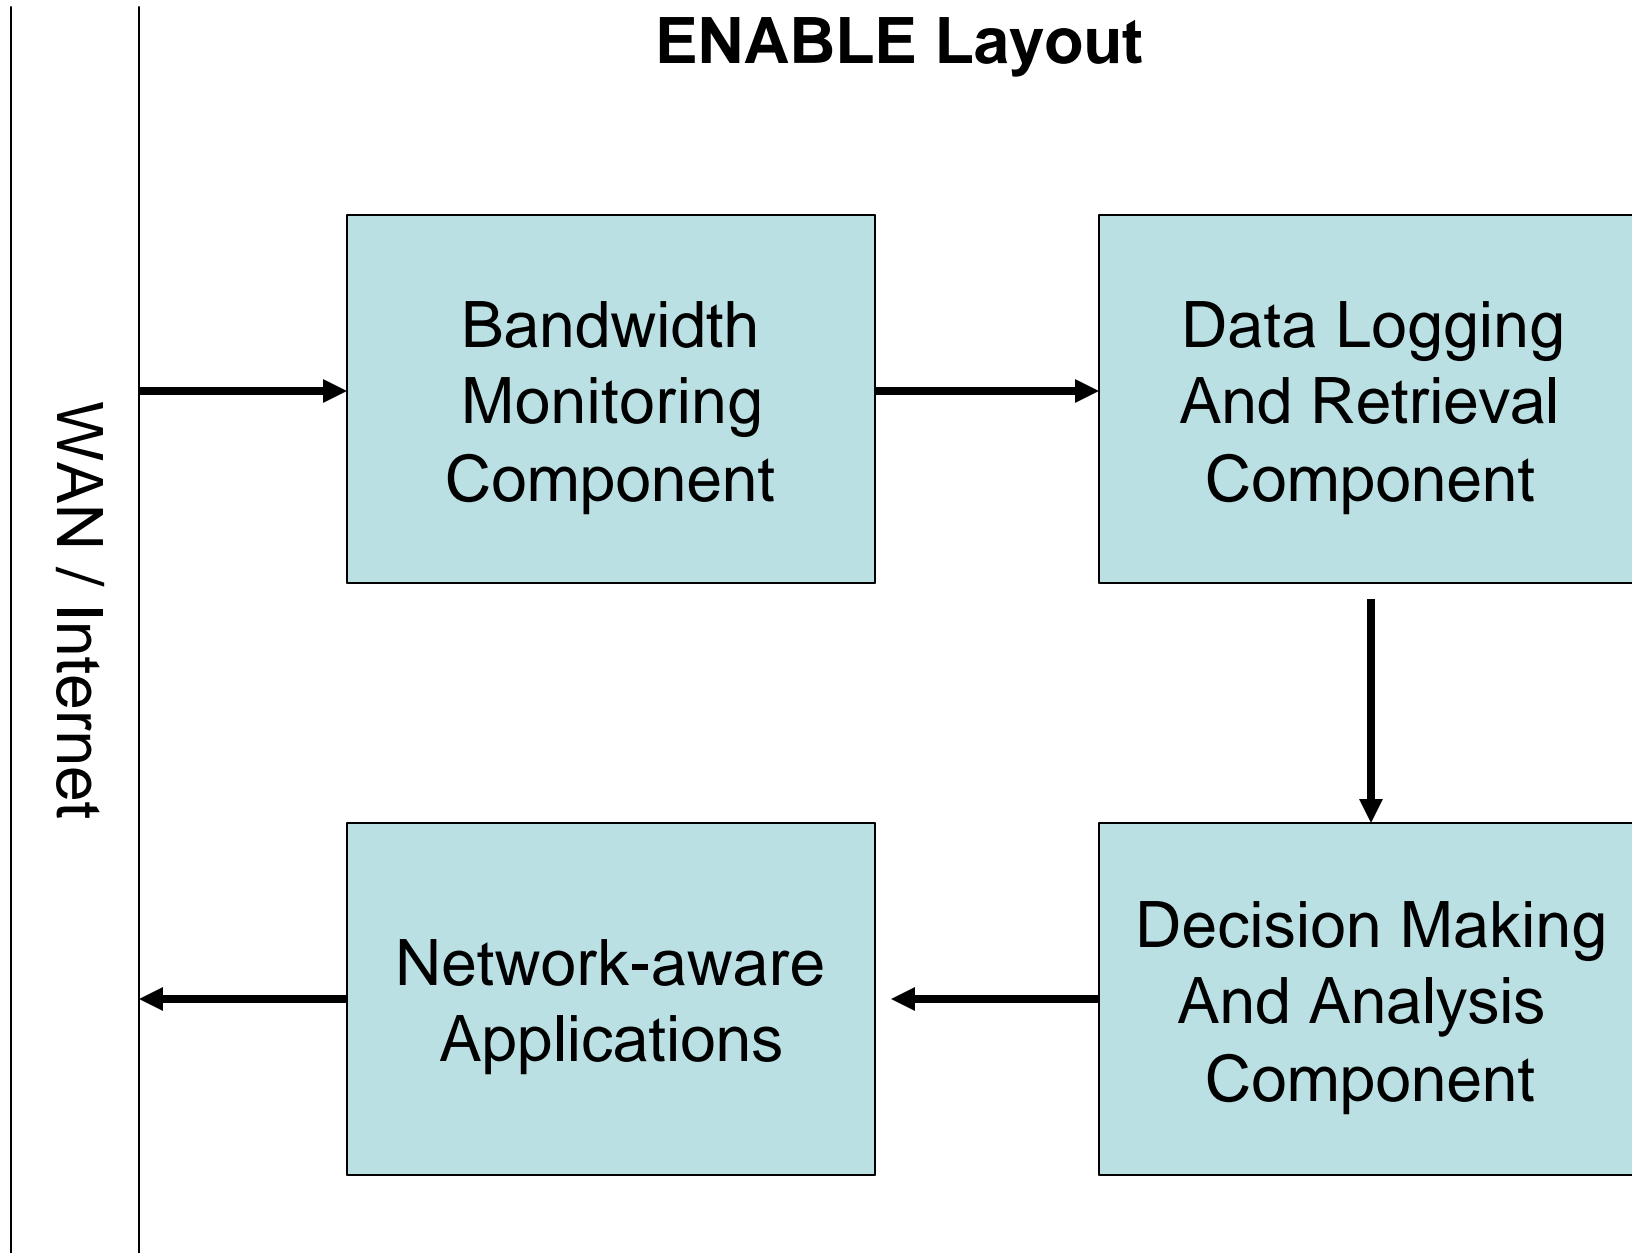 ENABLE Layout
WAN / Internet
Bandwidth
Monitoring
Component
Data Logging
And Retrieval
Component
Network-aware
Applications
Decision Making
And Analysis
Component